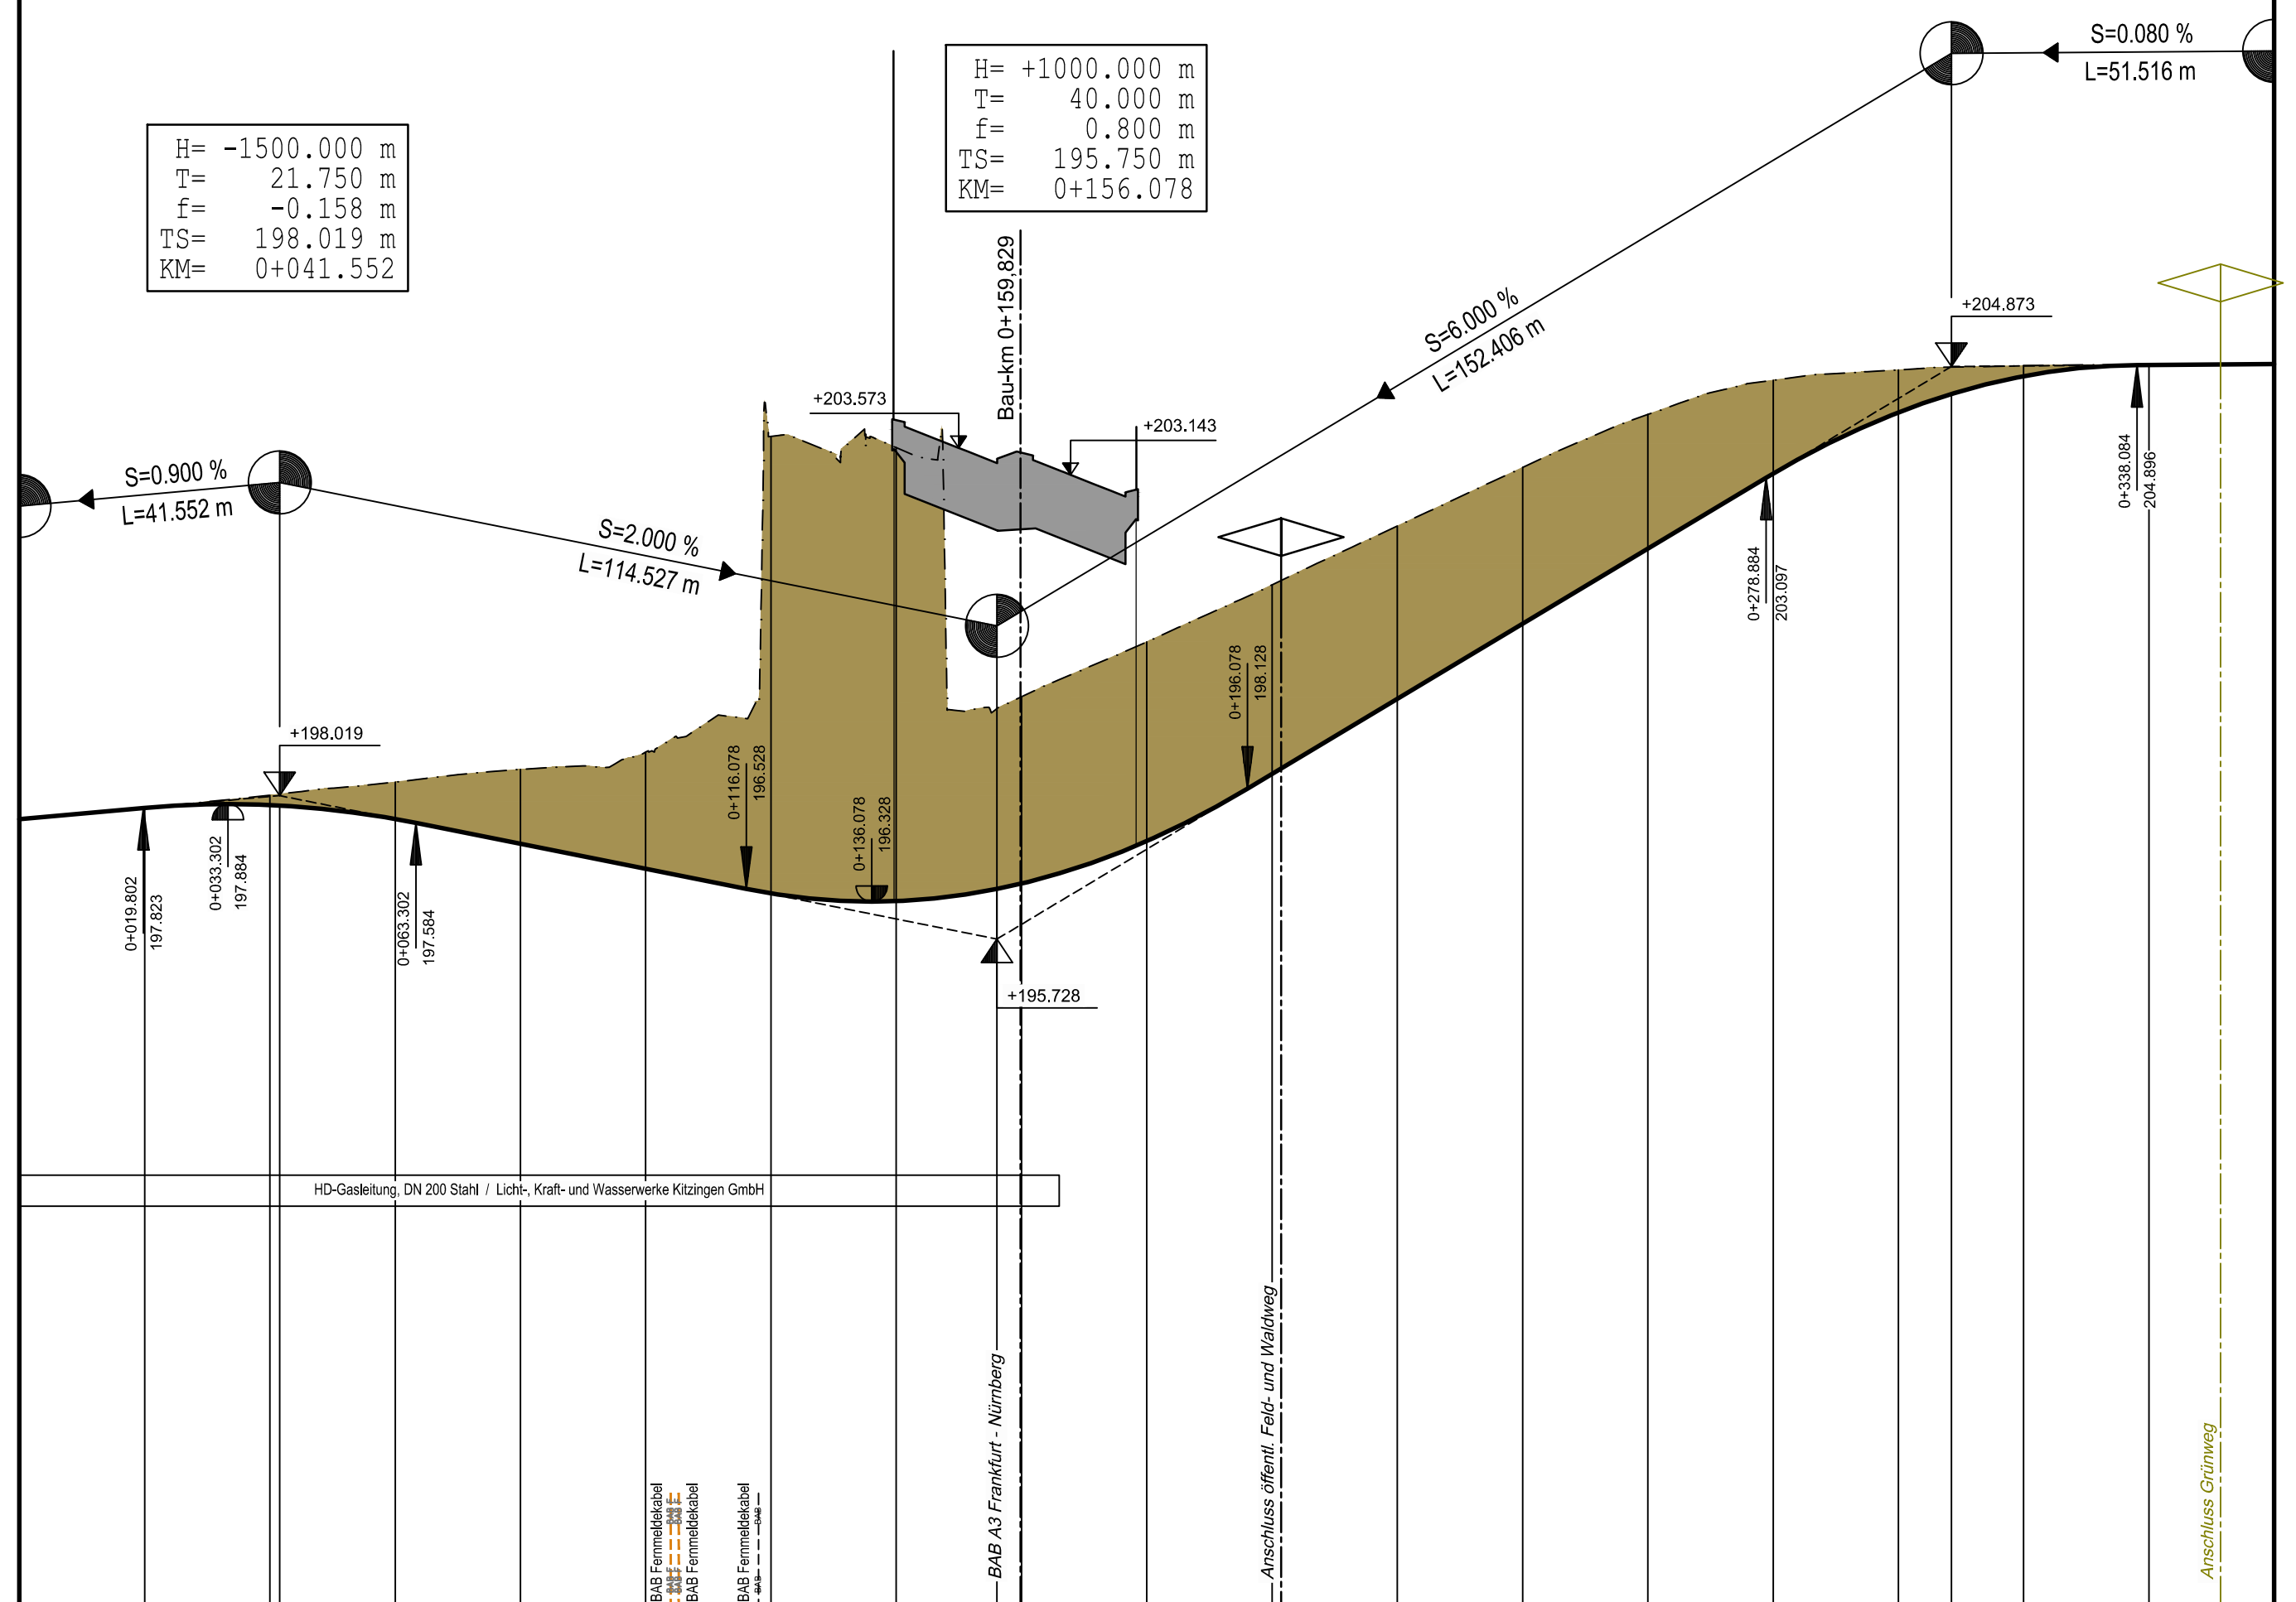 S=0.080 %
L=51.516 m
H= +1000.000 m
T= 40.000 m
f= 0.800 m
TS= 195.750 m
KM= 0+156.078
H= -1500.000 m
T= 21.750 m
f= -0.158 m
TS= 198.019 m
KM= 0+041.552
Bau-km 0+159,829
S=6.000 %
L=152.406 m
+204.873
+203.573
+203.143
S=0.900 %
L=41.552 m
S=2.000 %
L=114.527 m
0+338.084
204.896
0+278.884
203.097
0+196.078
198.128
+198.019
0+116.078
196.528
0+136.078
196.328
0+019.802
197.823
0+033.302
197.884
0+063.302
197.584
+195.728
HD-Gasleitung, DN 200 Stahl / Licht-, Kraft- und Wasserwerke Kitzingen GmbH
BAB Fernmeldekabel
BAB F
BAB F
BAB F
BAB F
BAB Fernmeldekabel
BAB Fernmeldekabel
BAB
BAB
BAB A3 Frankfurt - Nürnberg
Anschluss öffentl. Feld- und Waldweg
Anschluss Grünweg